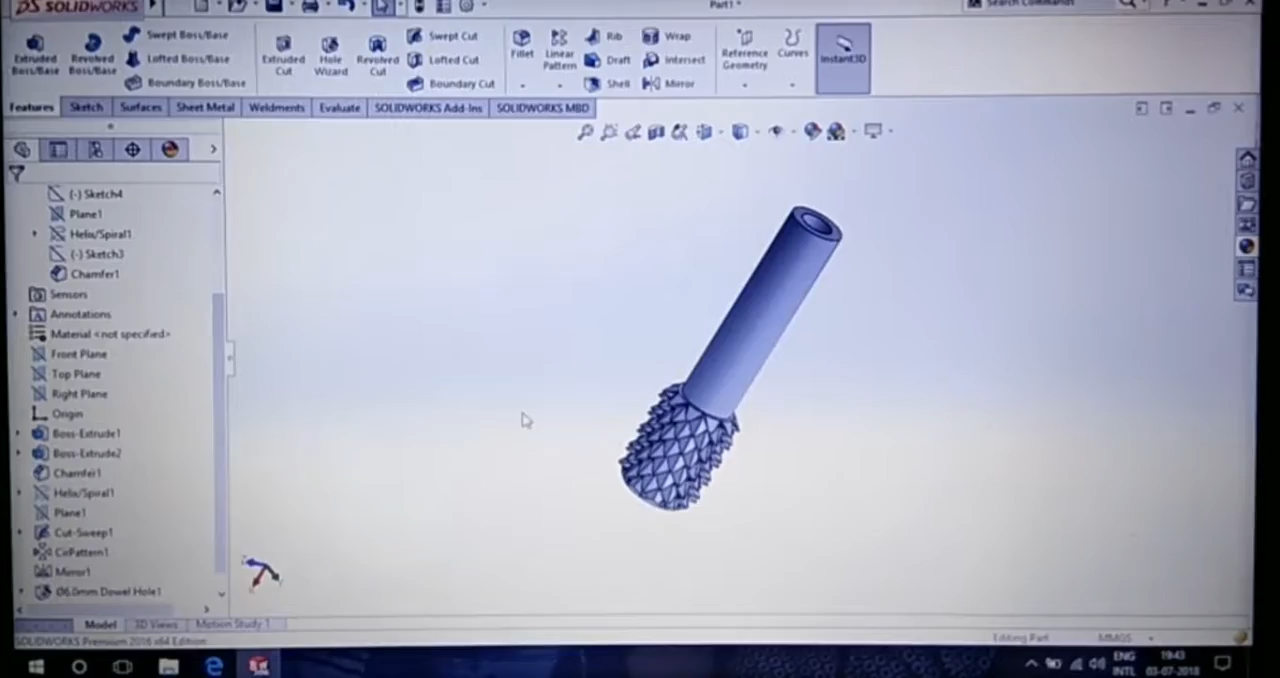 SOLIDWORKS
Part1 *
Search Commands
Extruded Boss/Base
Revolved Boss/Base
Swept Boss/Base
Lofted Boss/Base
Boundary Boss/Base
Extruded Cut
Hole Wizard
Revolved Cut
Swept Cut
Lofted Cut
Boundary Cut
Fillet
Linear Pattern
Rib
Draft
Shell
Wrap
Intersect
Mirror
Reference Geometry
Curves
Instant3D
Features Sketch Surfaces Sheet Metal Weldments Evaluate SOLIDWORKS Add-Ins SOLIDWORKS MBD
(-) Sketch4
Plane1
Helix/Spiral1
(-) Sketch3
Chamfer1
Sensors
Annotations
Material <not specified>
Front Plane
Top Plane
Right Plane
Origin
Boss-Extrude1
Boss-Extrude2
Chamfer1
Helix/Spiral1
Plane1
Cut-Sweep1
CirPattern1
Mirror1
Ø6.0mm Dowel Hole1
Model 3D Views Motion Study 1
SOLIDWORKS Premium 2016 x64 Edition
Editing Part MMGS
ENG
INTL
19:43
03-07-2018